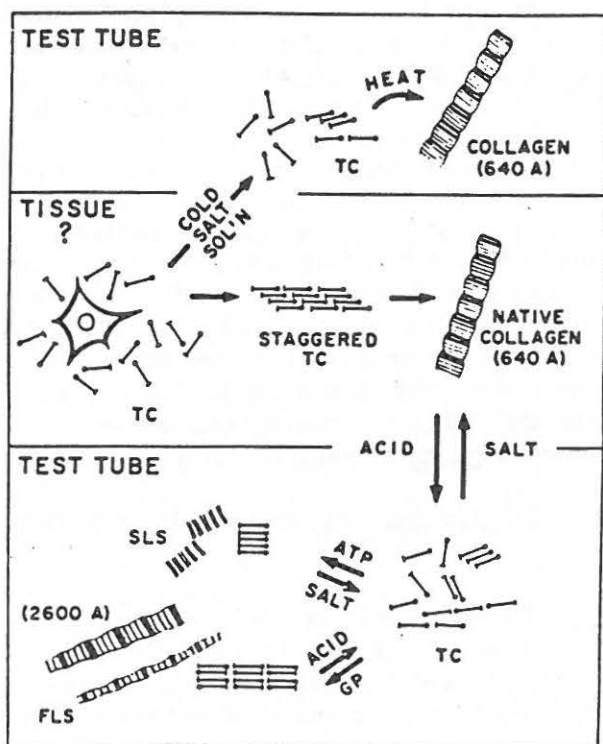 TEST TUBE
HEAT
TC
COLLAGEN
(640 A)
TISSUE
?
COLD
SALT
SOL'N
TC
STAGGERED
TC
NATIVE
COLLAGEN
(640 A)
ACID
SALT
TEST TUBE
SLS
ATP
SALT
(2600 A)
TC
ACID
GP
FLS